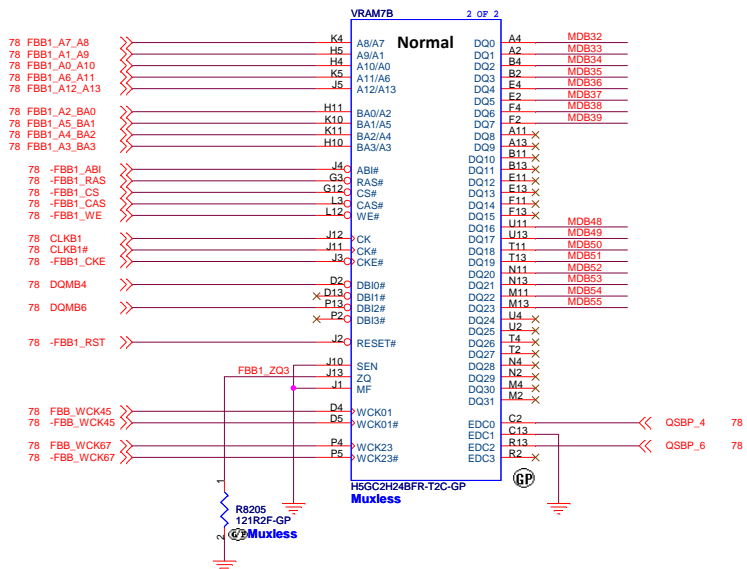 VRAM7B 2 OF 2
Normal
78 FBB1_A7_A8 K4 A8/A7 DQ0 A4 MDB32
78 FBB1_A1_A9 H5 A9/A1 DQ1 A2 MDB33
78 FBB1_A0_A10 H4 A10/A0 DQ2 B4 MDB34
78 FBB1_A6_A11 K5 A11/A6 DQ3 B2 MDB35
78 FBB1_A12_A13 J5 A12/A13 DQ4 E4 MDB36
DQ5 E2 MDB37
78 FBB1_A2_BA0 H11 BA0/A2 DQ6 F4 MDB38
78 FBB1_A5_BA1 K10 BA1/A5 DQ7 F2 MDB39
78 FBB1_A4_BA2 K11 BA2/A4 DQ8 A11
78 FBB1_A3_BA3 H10 BA3/A3 DQ9 A13
DQ10 B11
78 -FBB1_ABI J4 ABI# DQ11 B13
78 -FBB1_RAS G3 RAS# DQ12 E11
78 -FBB1_CS G12 CS# DQ13 E13
78 -FBB1_CAS L3 CAS# DQ14 F11
78 -FBB1_WE L12 WE# DQ15 F13
DQ16 U11 MDB48
78 CLKB1 J12 CK DQ17 U13 MDB49
78 CLKB1# J11 CK# DQ18 T11 MDB50
78 -FBB1_CKE J3 CKE# DQ19 T13 MDB51
DQ20 N11 MDB52
78 DQMB4 D2 DBI0# DQ21 N13 MDB53
D13 DBI1# DQ22 M11 MDB54
78 DQMB6 P13 DBI2# DQ23 M13 MDB55
P2 DBI3# DQ24 U4
DQ25 U2
78 -FBB1_RST J2 RESET# DQ26 T4
DQ27 T2
J10 SEN DQ28 N4
FBB1_ZQ3 J13 ZQ DQ29 N2
J1 MF DQ30 M4
DQ31 M2
78 FBB_WCK45 D4 WCK01
78 -FBB_WCK45 D5 WCK01# EDC0 C2 QSBP_4 78
EDC1 C13
78 FBB_WCK67 P4 WCK23 EDC2 R13 QSBP_6 78
78 -FBB_WCK67 P5 WCK23# EDC3 R2
GP
H5GC2H24BFR-T2C-GP
Muxless
1
R8205
121R2F-GP
Muxless
2